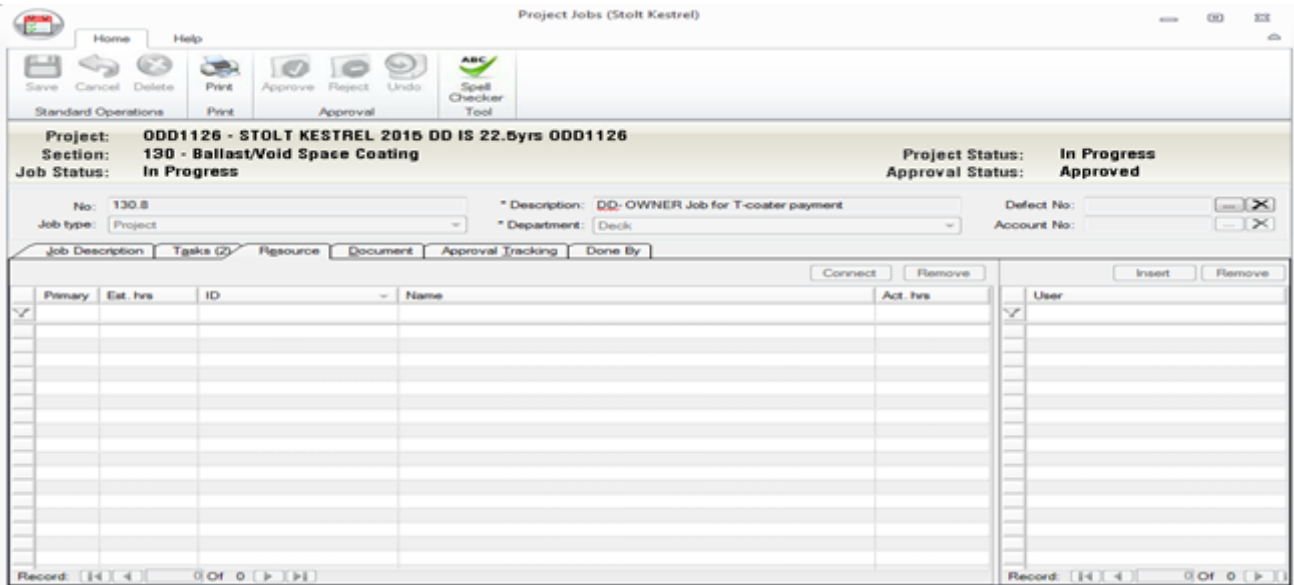 Project Jobs (Stolt Kestrel)
Home Help
Save Cancel Delete Print Approve Reject Undo ABC Spell Checker
Standard Operations Print Approval Tool
Project: ODD1126 - STOLT KESTREL 2015 DD IS 22.5yrs ODD1126
Section: 130 - Ballast/Void Space Coating Project Status: In Progress
Job Status: In Progress Approval Status: Approved
No: 130.8 * Description: DD- OWNER Job for T-coater payment Defect No: ...
Job type: Project * Department: Deck Account No: ...
Job Description Tasks (2) Resource Document Approval Tracking Done By
Connect Remove Insert Remove
Primary Est. hrs ID Name Act. hrs User
Record: 0 Of 0 Record: 0 Of 0